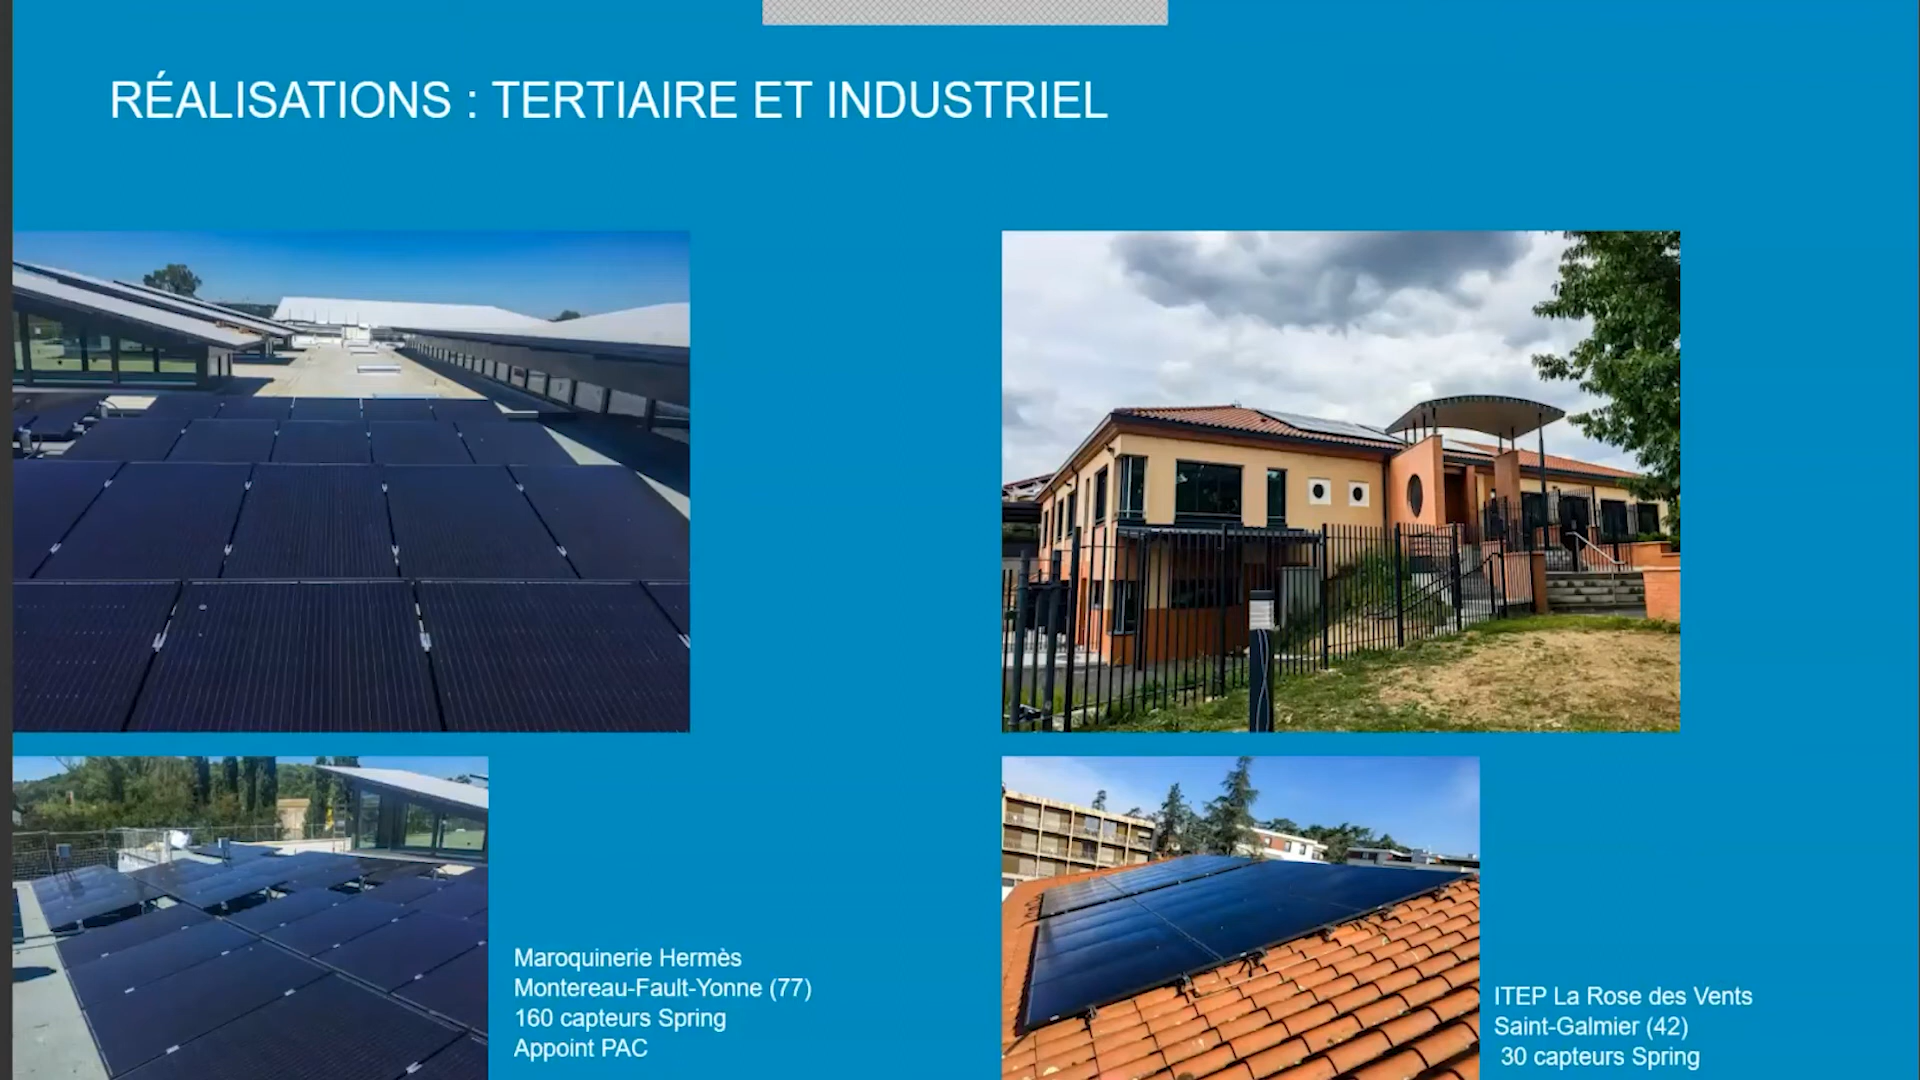 RÉALISATIONS : TERTIAIRE ET INDUSTRIEL
Maroquinerie Hermès
Montereau-Fault-Yonne (77)
160 capteurs Spring
Appoint PAC
ITEP La Rose des Vents
Saint-Galmier (42)
30 capteurs Spring